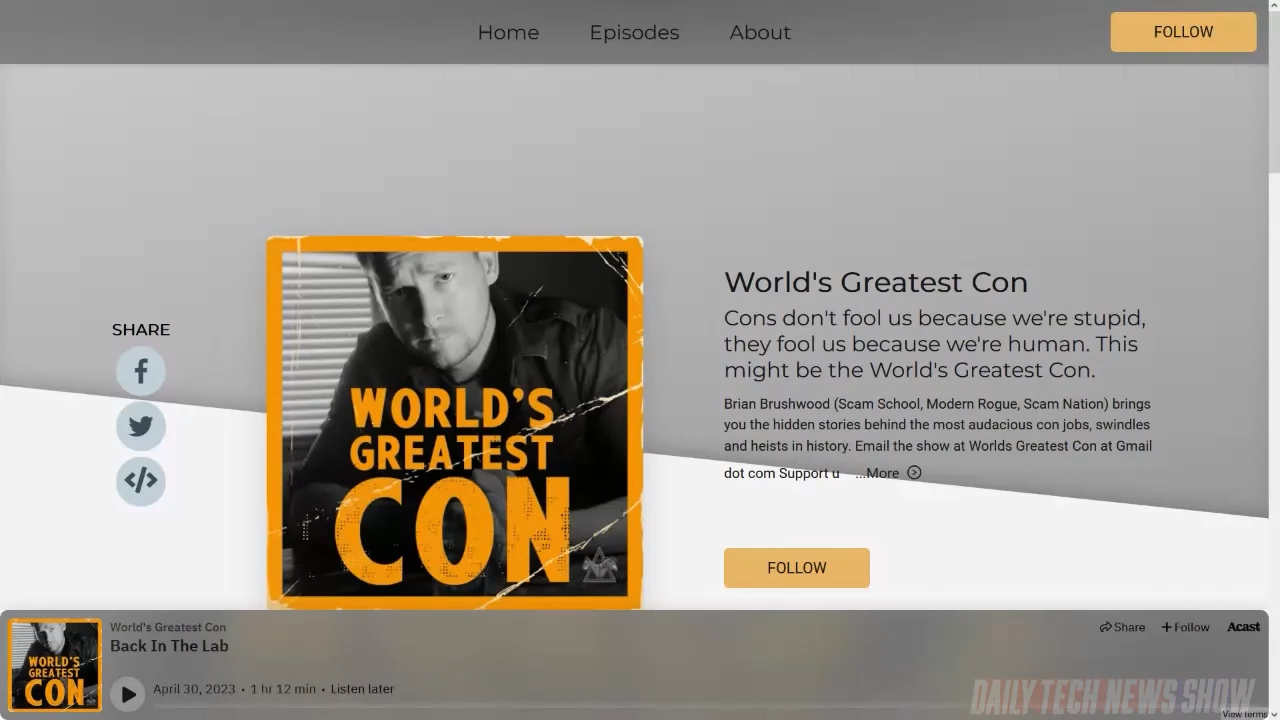 Home Episodes About FOLLOW
SHARE
WORLD'S
GREATEST
CON
World's Greatest Con
Cons don't fool us because we're stupid,
they fool us because we're human. This
might be the World's Greatest Con.
Brian Brushwood (Scam School, Modern Rogue, Scam Nation) brings
you the hidden stories behind the most audacious con jobs, swindles
and heists in history. Email the show at Worlds Greatest Con at Gmail
dot com Support u ...More
FOLLOW
WORLD'S
GREATEST
CON
World's Greatest Con
Back In The Lab
April 30, 2023 • 1 hr 12 min • Listen later
Share + Follow Acast
DAILY TECH NEWS SHOW
View terms